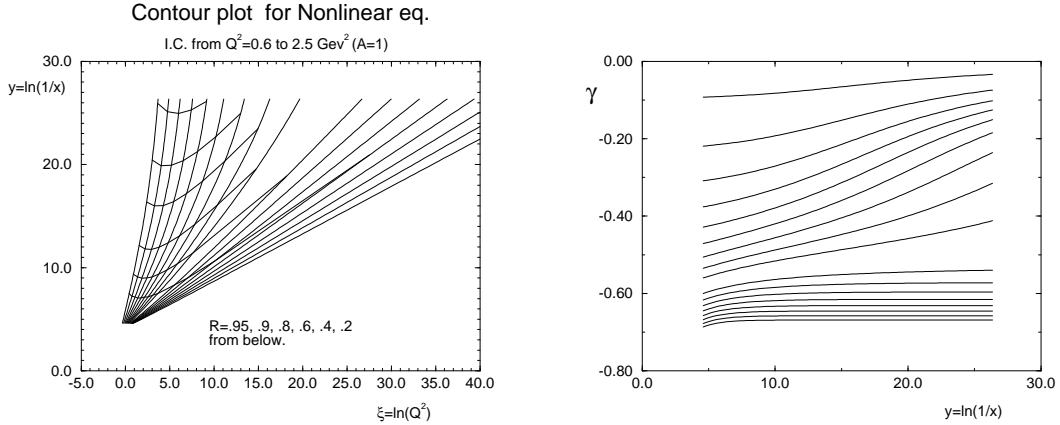 Contour plot for Nonlinear eq.
I.C. from Q²=0.6 to 2.5 Gev² (A=1)
30.0
y=ln(1/x)
20.0
10.0
0.0
R=.95, .9, .8, .6, .4, .2
from below.
-5.0 0.0 5.0 10.0 15.0 20.0 25.0 30.0 35.0 40.0
ξ=ln(Q²)
0.00
γ
-0.20
-0.40
-0.60
-0.80
0.0 10.0 20.0 30.0
y=ln(1/x)